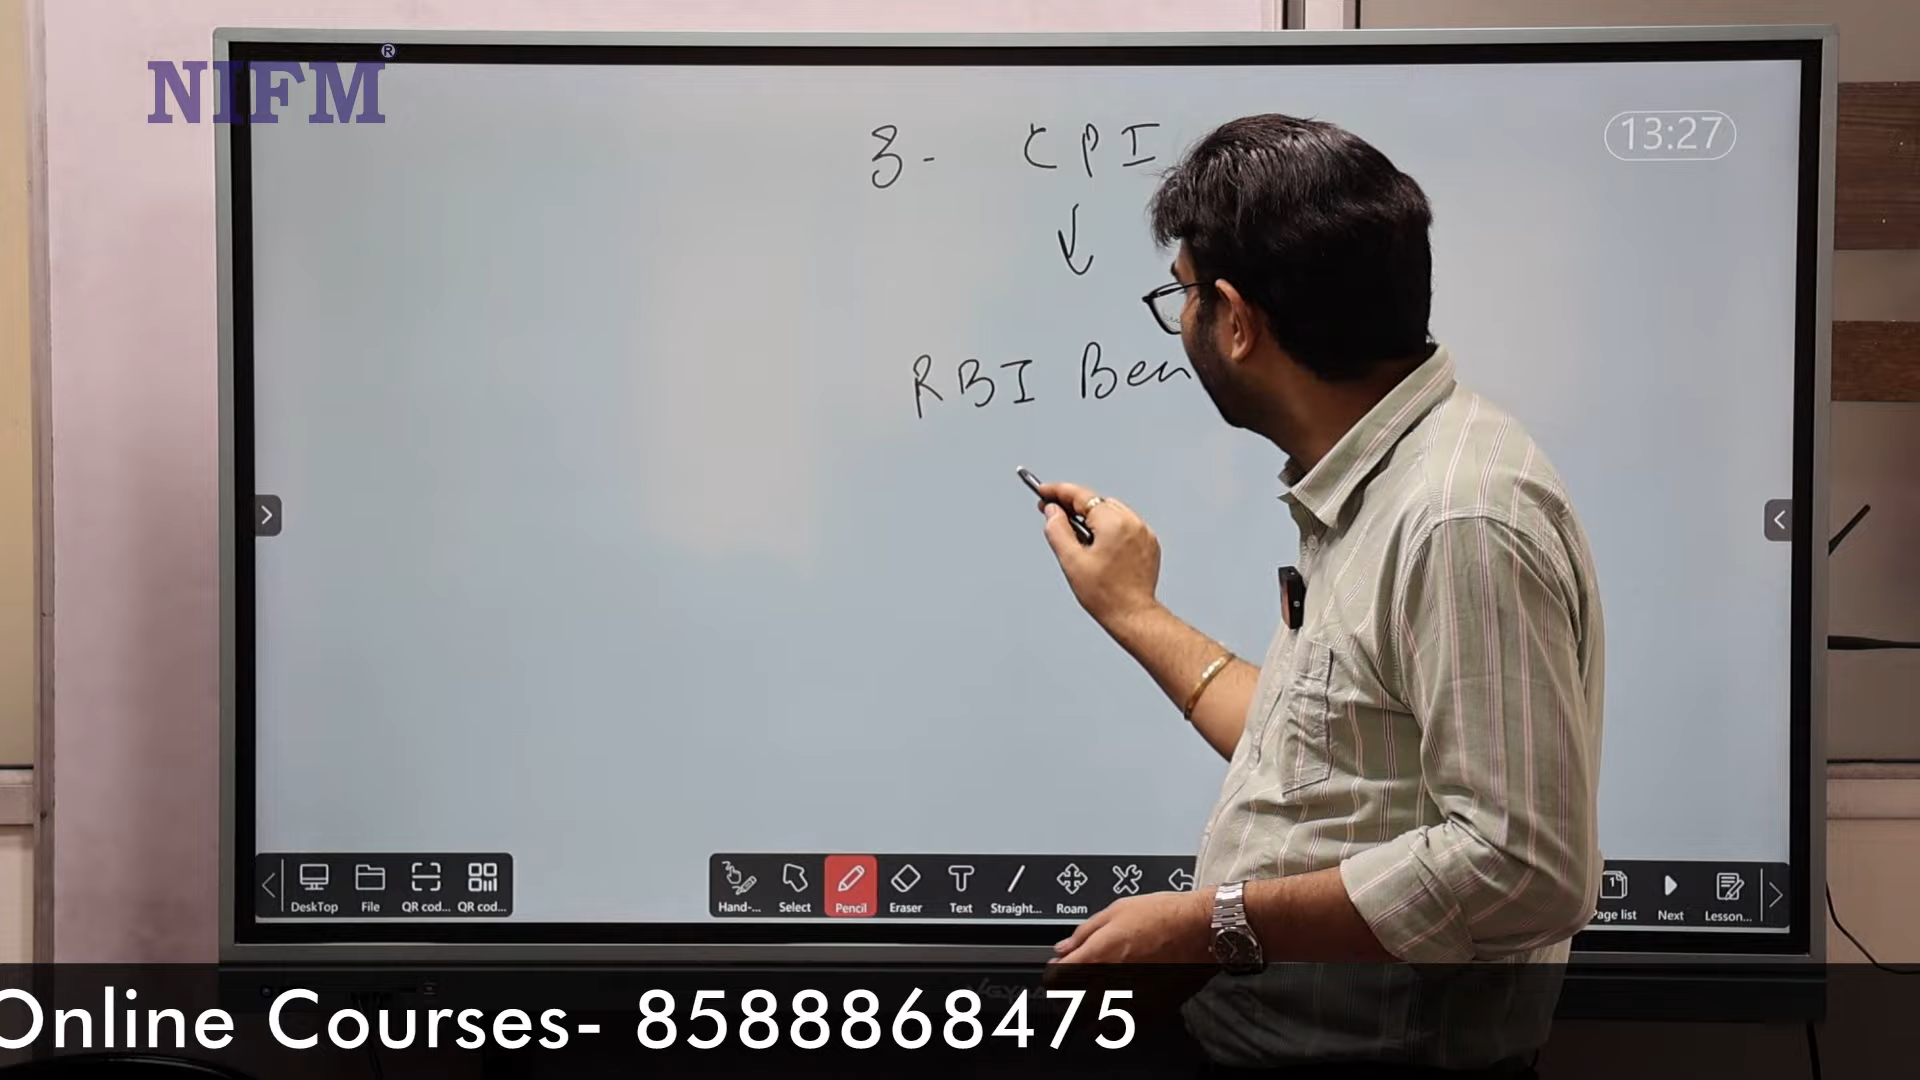 NIFM®
13:27
3- CPI
RBI Ben
DeskTop File QR cod... QR cod...
Hand-... Select Pencil Eraser Text Straight... Roam
Page list Next Lesson...
Online Courses- 8588868475